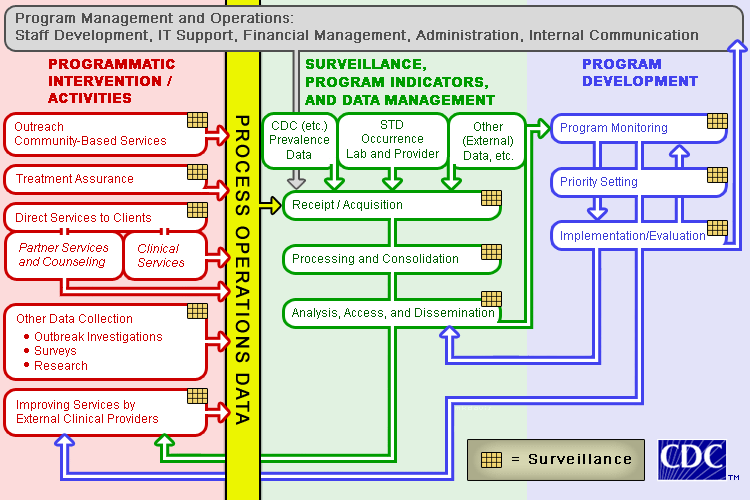 Program Management and Operations:
Staff Development, IT Support, Financial Management, Administration, Internal Communication
PROGRAMMATIC
INTERVENTION /
ACTIVITIES
Outreach
Community-Based Services
Treatment Assurance
Direct Services to Clients
Partner Services
and Counseling
Clinical
Services
Other Data Collection
• Outbreak Investigations
• Surveys
• Research
Improving Services by
External Clinical Providers
PROCESS OPERATIONS DATA
SURVEILLANCE,
PROGRAM INDICATORS,
AND DATA MANAGEMENT
CDC (etc.)
Prevalence
Data
STD
Occurrence
Lab and Provider
Other
(External)
Data, etc.
Receipt / Acquisition
Processing and Consolidation
Analysis, Access, and Dissemination
PROGRAM
DEVELOPMENT
Program Monitoring
Priority Setting
Implementation/Evaluation
= Surveillance
CDC
TM